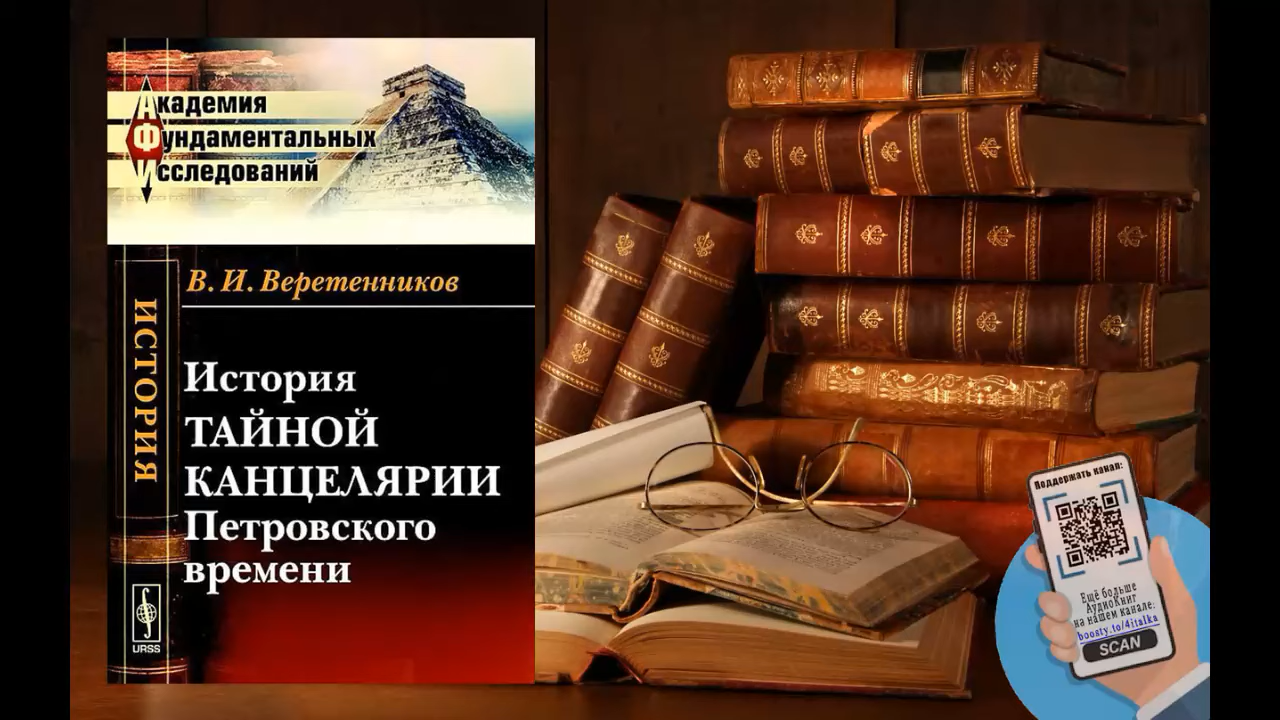 Академия
Фундаментальных
Исследований
В. И. Веретенников
ИСТОРИЯ
История
ТАЙНОЙ
КАНЦЕЛЯРИИ
Петровского
времени
URSS
Поддержать канал:
Ещё больше
АудиоКниг
на нашем канале:
boosty.to/4italka
SCAN